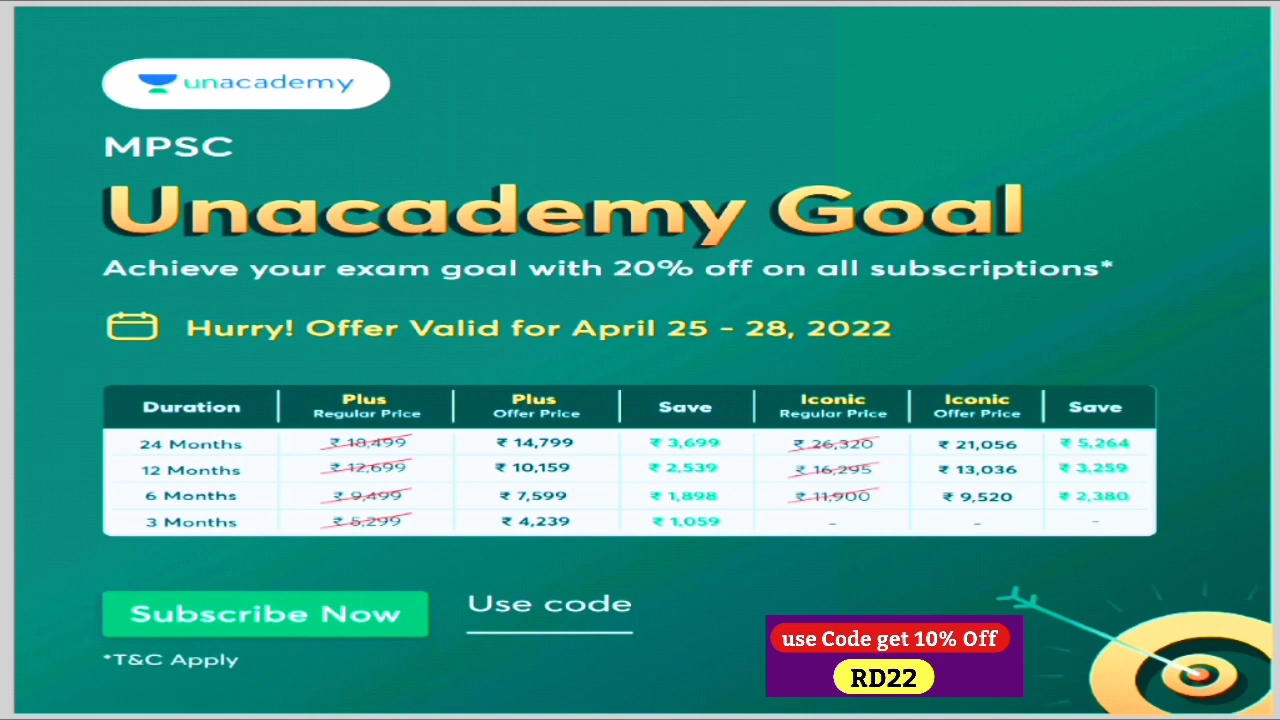 unacademy
MPSC
Unacademy Goal
Achieve your exam goal with 20% off on all subscriptions*
Hurry! Offer Valid for April 25 - 28, 2022
Duration Plus Regular Price Plus Offer Price Save Iconic Regular Price Iconic Offer Price Save
24 Months ₹ 18,499 ₹ 14,799 ₹ 3,699 ₹ 26,320 ₹ 21,056 ₹ 5,264
12 Months ₹ 12,699 ₹ 10,159 ₹ 2,539 ₹ 16,295 ₹ 13,036 ₹ 3,259
6 Months ₹ 9,499 ₹ 7,599 ₹ 1,898 ₹ 11,900 ₹ 9,520 ₹ 2,380
3 Months ₹ 5,299 ₹ 4,239 ₹ 1,059 - - -
Subscribe Now Use code
use Code get 10% Off
RD22
*T&C Apply